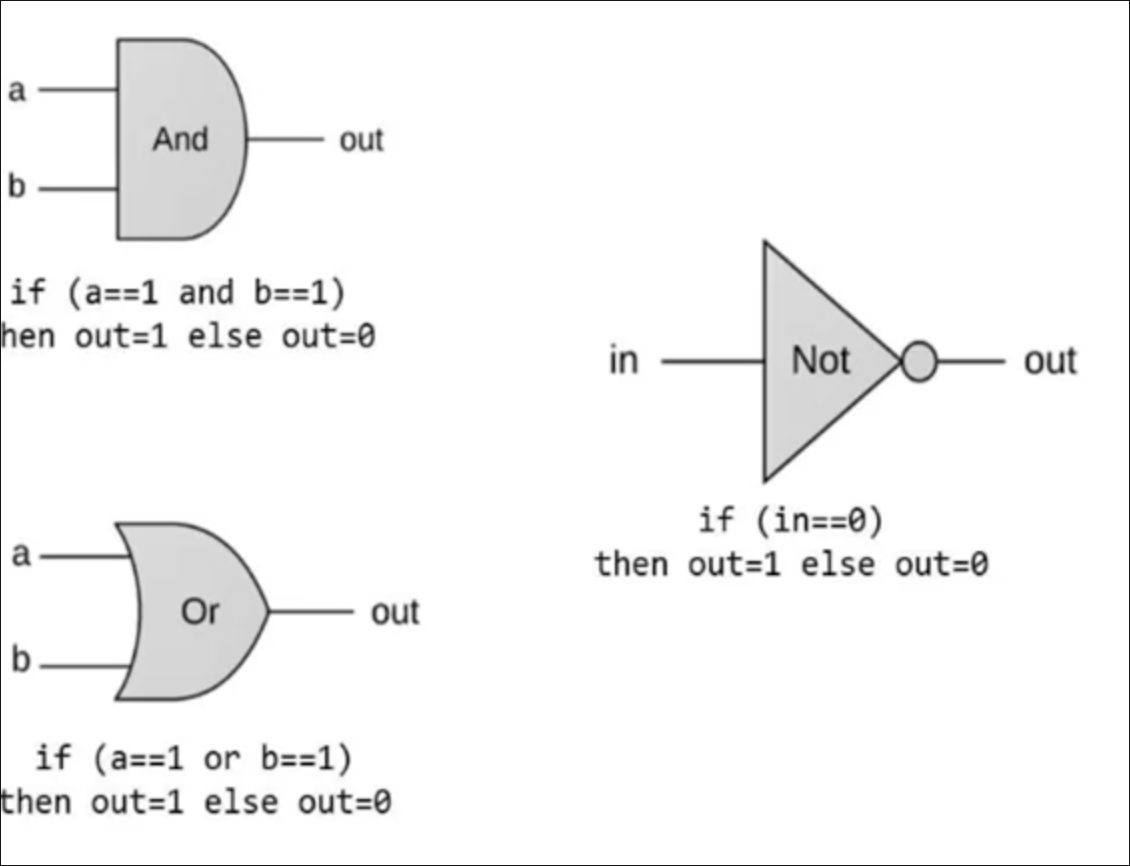 a
And
out
b
if (a==1 and b==1)
hen out=1 else out=0
in
Not
out
if (in==0)
then out=1 else out=0
a
Or
out
b
if (a==1 or b==1)
then out=1 else out=0